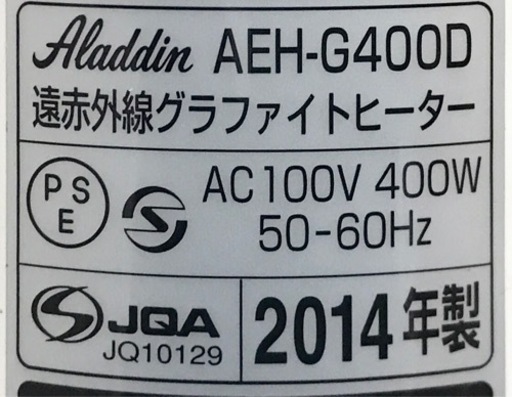 Aladdin AEH-G400D
遠赤外線グラファイトヒーター
PS
E
AC100V 400W
50-60Hz
JQA
JQ10129
2014年製